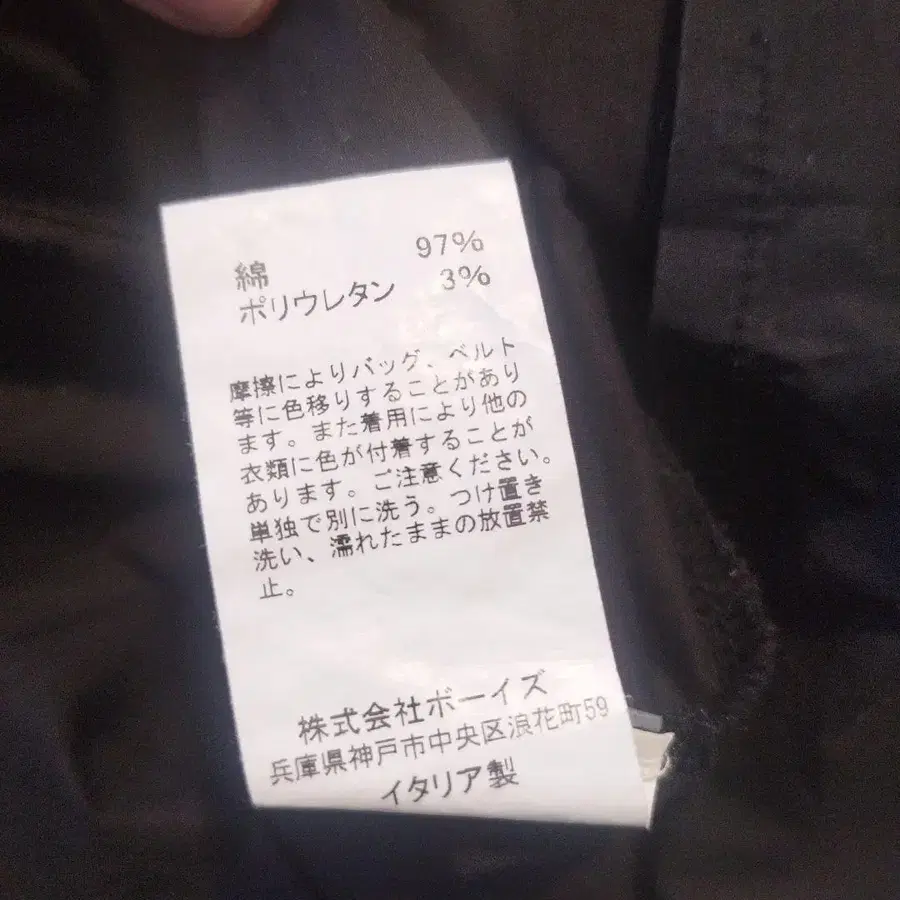 綿 97%
ポリウレタン 3%
摩擦によりバッグ、ベルト
等に色移りすることがあり
ます。また着用により他の
衣類に色が付着することが
あります。ご注意ください。
単独で別に洗う。つけ置き
洗い、濡れたままの放置禁
止。
株式会社ボーイズ
兵庫県神戸市中央区浪花町59
イタリア製